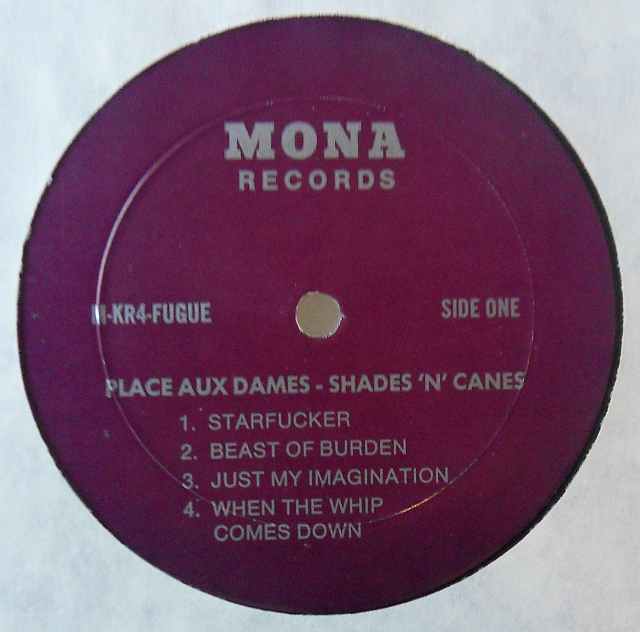 MONA
RECORDS
M-KR4-FUGUE
SIDE ONE
PLACE AUX DAMES - SHADES 'N' CANES
1. STARFUCKER
2. BEAST OF BURDEN
3. JUST MY IMAGINATION
4. WHEN THE WHIP
COMES DOWN